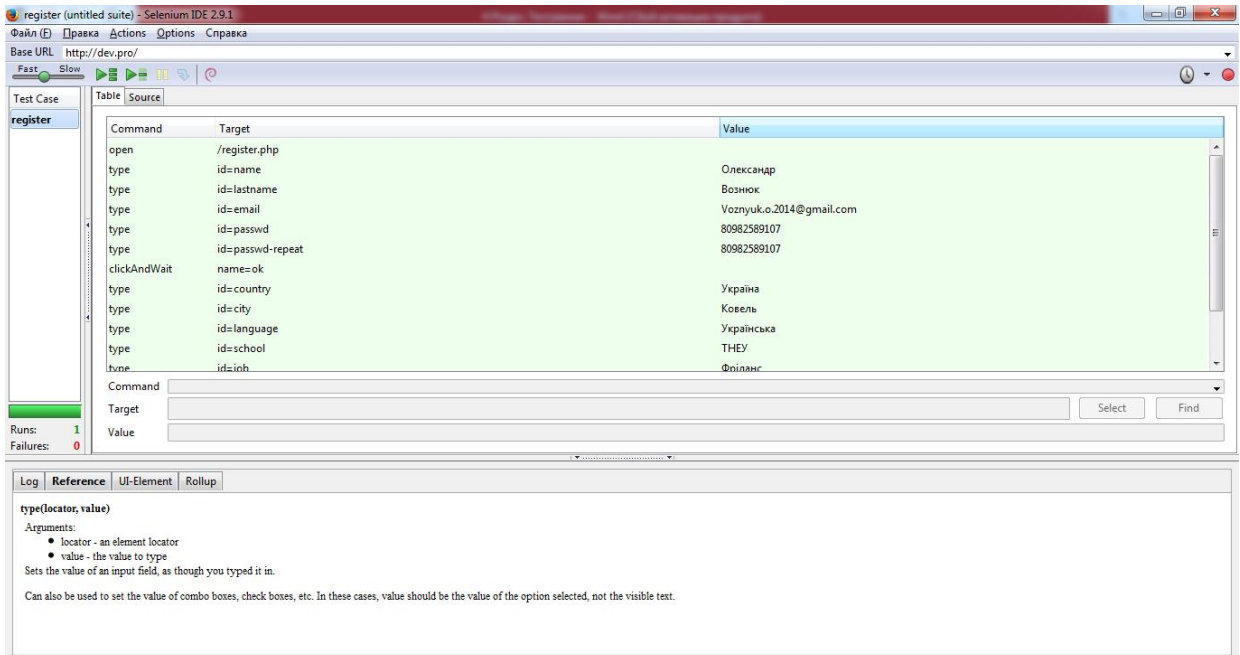 register (untitled suite) - Selenium IDE 2.9.1
Файл (F) Правка Actions Options Справка
Base URL http://dev.pro/
Fast Slow
Test Case
register
Table Source
Command Target Value
open /register.php
type id=name Олександр
type id=lastname Вознюк
type id=email Voznyuk.o.2014@gmail.com
type id=passwd 80982589107
type id=passwd-repeat 80982589107
clickAndWait name=ok
type id=country Україна
type id=city Ковель
type id=language Українська
type id=school ТНЕУ
type id=job Фріланс
Command
Target Select Find
Value
Runs: 1
Failures: 0
Log Reference UI-Element Rollup
type(locator, value)
Arguments:
locator - an element locator
value - the value to type
Sets the value of an input field, as though you typed it in.
Can also be used to set the value of combo boxes, check boxes, etc. In these cases, value should be the value of the option selected, not the visible text.